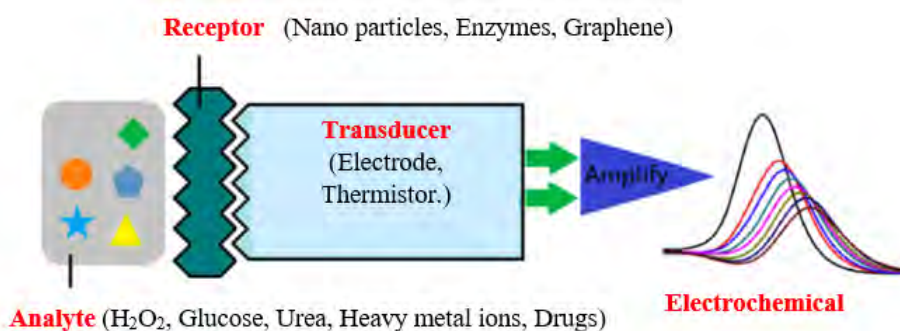 Receptor (Nano particles, Enzymes, Graphene)
Transducer
(Electrode,
Thermistor.)
Amplify
Electrochemical
Analyte (H₂O₂, Glucose, Urea, Heavy metal ions, Drugs)